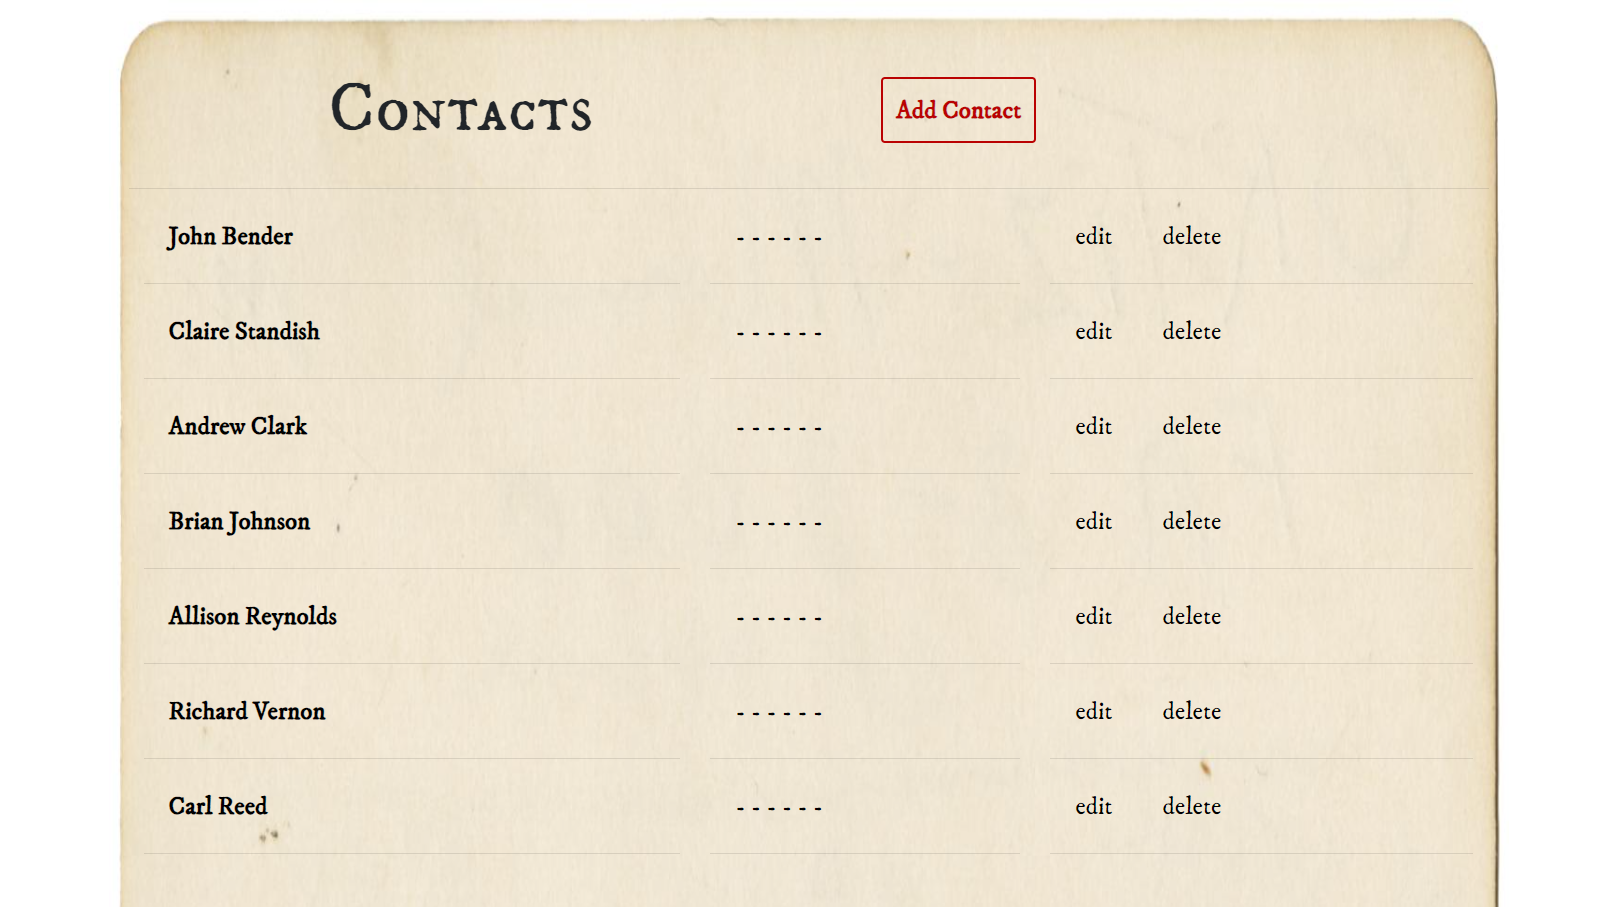 Contacts Add Contact
John Bender - - - - - - edit delete
Claire Standish - - - - - - edit delete
Andrew Clark - - - - - - edit delete
Brian Johnson - - - - - - edit delete
Allison Reynolds - - - - - - edit delete
Richard Vernon - - - - - - edit delete
Carl Reed - - - - - - edit delete